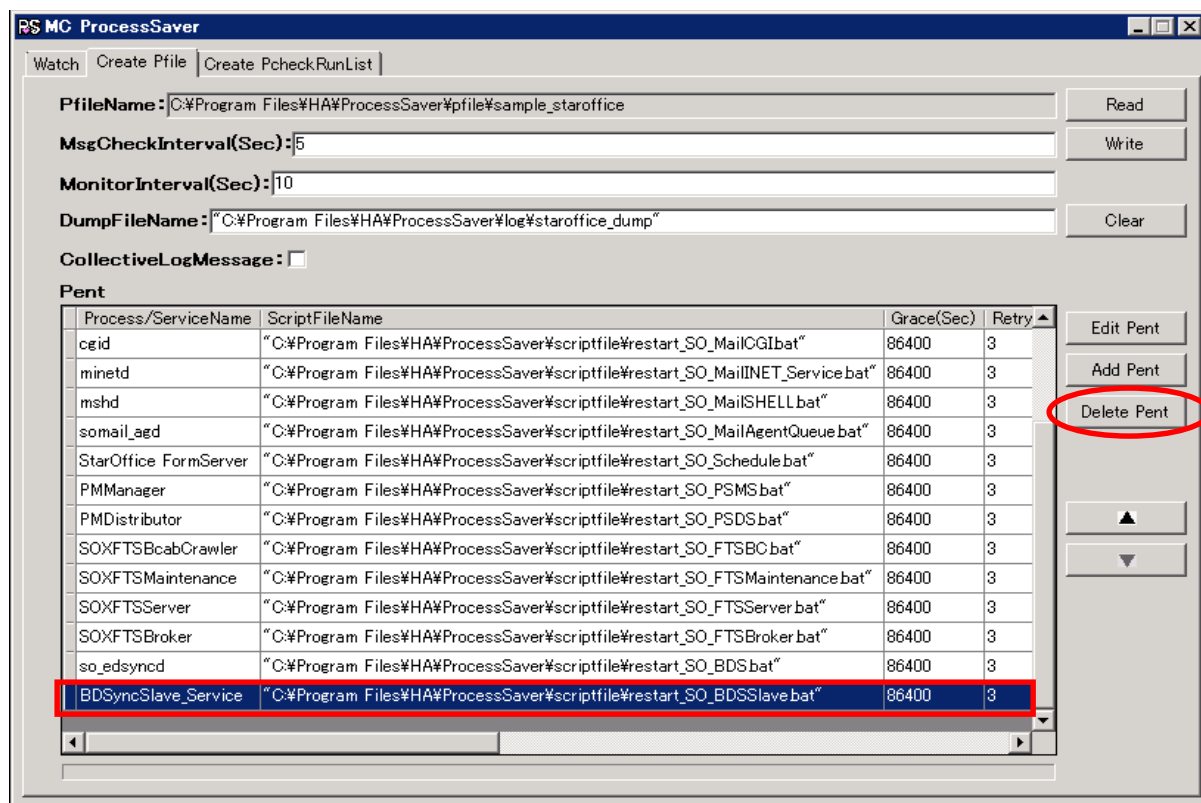 PS MC ProcessSaver
Watch Create Pfile Create PcheckRunList
PfileName: C:¥Program Files¥HA¥ProcessSaver¥pfile¥sample_staroffice Read
MsgCheckInterval(Sec): 5 Write
MonitorInterval(Sec): 10
DumpFileName: "C:¥Program Files¥HA¥ProcessSaver¥log¥staroffice_dump" Clear
CollectiveLogMessage:
Pent
Process/ServiceName ScriptFileName Grace(Sec) Retry
Edit Pent
cgid "C:¥Program Files¥HA¥ProcessSaver¥scriptfile¥restart_SO_MailCGI.bat" 86400 3
minetd "C:¥Program Files¥HA¥ProcessSaver¥scriptfile¥restart_SO_MailINET_Service.bat" 86400 3 Add Pent
mshd "C:¥Program Files¥HA¥ProcessSaver¥scriptfile¥restart_SO_MailSHELL.bat" 86400 3 Delete Pent
somail_agd "C:¥Program Files¥HA¥ProcessSaver¥scriptfile¥restart_SO_MailAgentQueue.bat" 86400 3
StarOffice FormServer "C:¥Program Files¥HA¥ProcessSaver¥scriptfile¥restart_SO_Schedule.bat" 86400 3
PMManager "C:¥Program Files¥HA¥ProcessSaver¥scriptfile¥restart_SO_PSMS.bat" 86400 3
PMDistributor "C:¥Program Files¥HA¥ProcessSaver¥scriptfile¥restart_SO_PSDS.bat" 86400 3
SOXFTSBcabCrawler "C:¥Program Files¥HA¥ProcessSaver¥scriptfile¥restart_SO_FTSBC.bat" 86400 3
SOXFTSMaintenance "C:¥Program Files¥HA¥ProcessSaver¥scriptfile¥restart_SO_FTSMaintenance.bat" 86400 3
SOXFTSServer "C:¥Program Files¥HA¥ProcessSaver¥scriptfile¥restart_SO_FTSServer.bat" 86400 3
SOXFTSBroker "C:¥Program Files¥HA¥ProcessSaver¥scriptfile¥restart_SO_FTSBroker.bat" 86400 3
so_edsyncd "C:¥Program Files¥HA¥ProcessSaver¥scriptfile¥restart_SO_BDS.bat" 86400 3
BDSyncSlave_Service "C:¥Program Files¥HA¥ProcessSaver¥scriptfile¥restart_SO_BDSSlave.bat" 86400 3